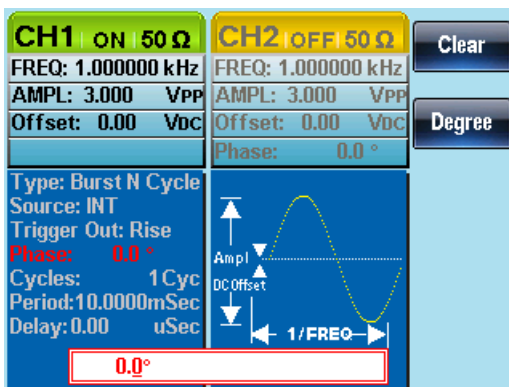 CH1 ON 50 Ω
FREQ: 1.000000 kHz
AMPL: 3.000 VPP
Offset: 0.00 VDC
CH2 OFF 50 Ω
FREQ: 1.000000 kHz
AMPL: 3.000 VPP
Offset: 0.00 VDC
Phase: 0.0 °
Clear
Degree
Type: Burst N Cycle
Source: INT
Trigger Out: Rise
Phase: 0.0 °
Cycles: 1 Cyc
Period:10.0000mSec
Delay:0.00 uSec
Ampl
DC Offset
1/FREQ
0.0°